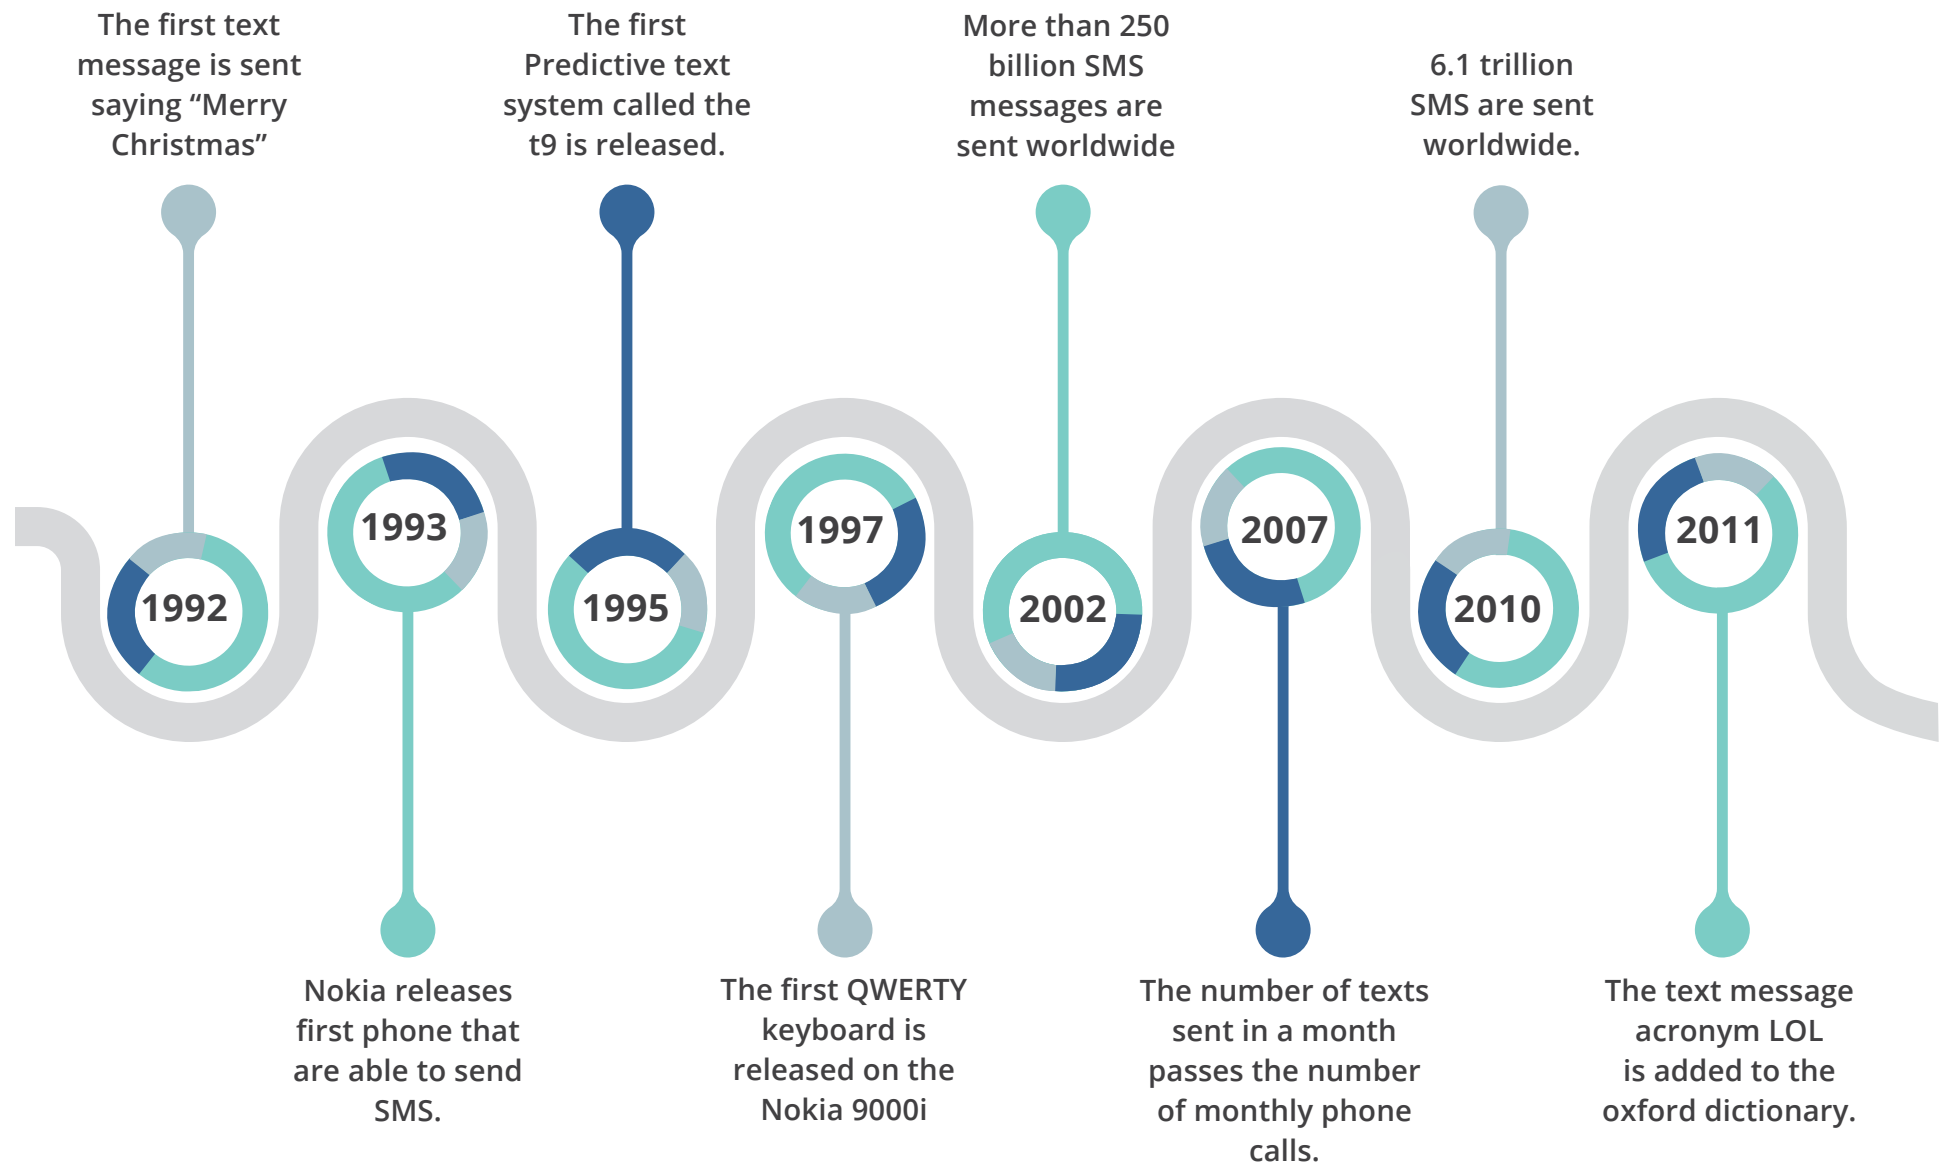 The first text
message is sent
saying “Merry
Christmas”
The first
Predictive text
system called the
t9 is released.
More than 250
billion SMS
messages are
sent worldwide
6.1 trillion
SMS are sent
worldwide.
1992
1993
1995
1997
2002
2007
2010
2011
Nokia releases
first phone that
are able to send
SMS.
The first QWERTY
keyboard is
released on the
Nokia 9000i
The number of texts
sent in a month
passes the number
of monthly phone
calls.
The text message
acronym LOL
is added to the
oxford dictionary.